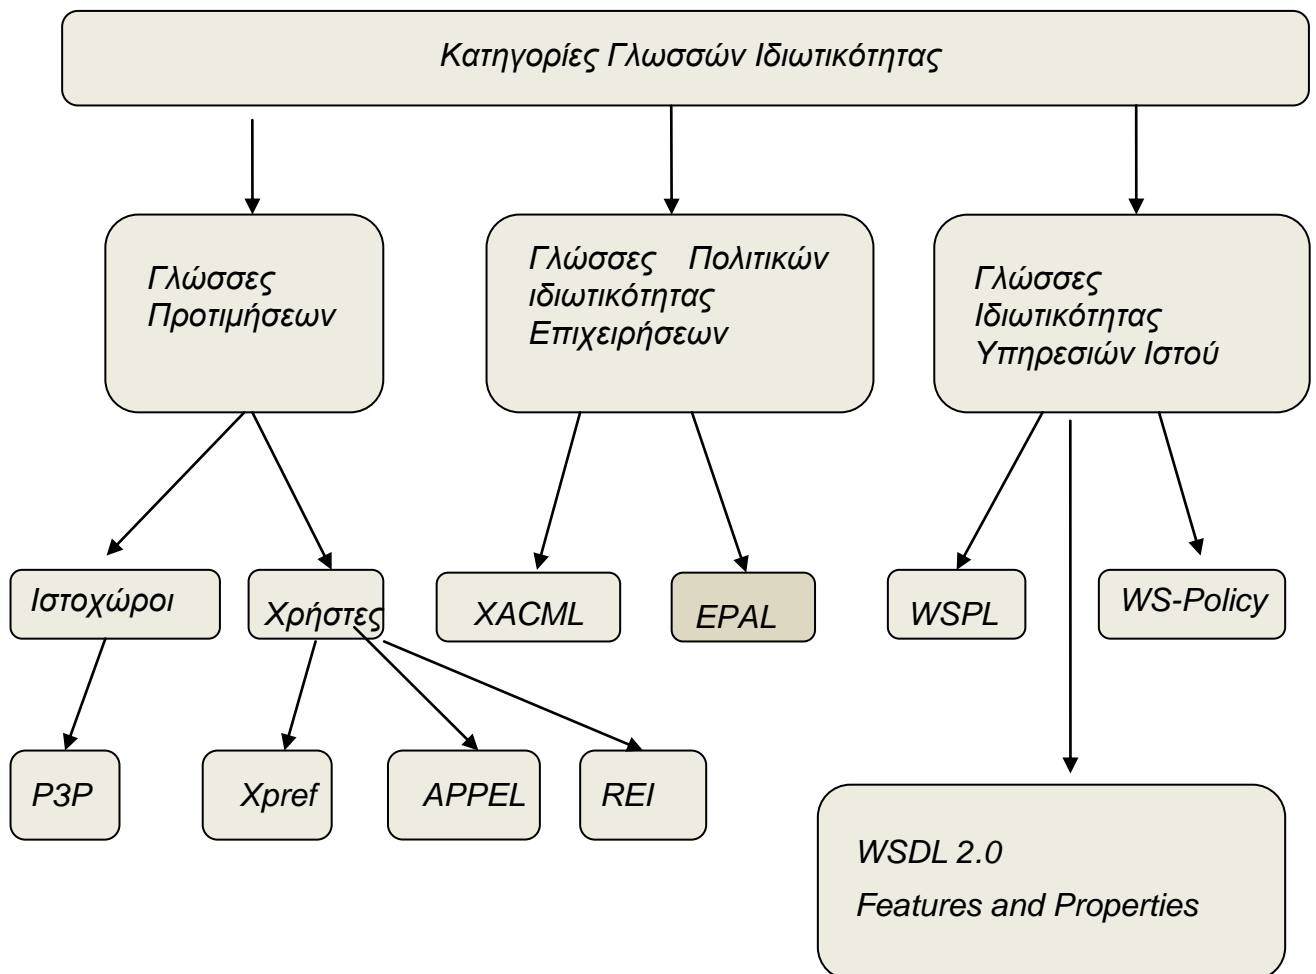 Κατηγορίες Γλωσσών Ιδιωτικότητας
Γλώσσες
Προτιμήσεων
Γλώσσες Πολιτικών
ιδιωτικότητας
Επιχειρήσεων
Γλώσσες
Ιδιωτικότητας
Υπηρεσιών Ιστού
Ιστοχώροι
Χρήστες
XACML
EPAL
WSPL
WS-Policy
P3P
Xpref
APPEL
REI
WSDL 2.0
Features and Properties